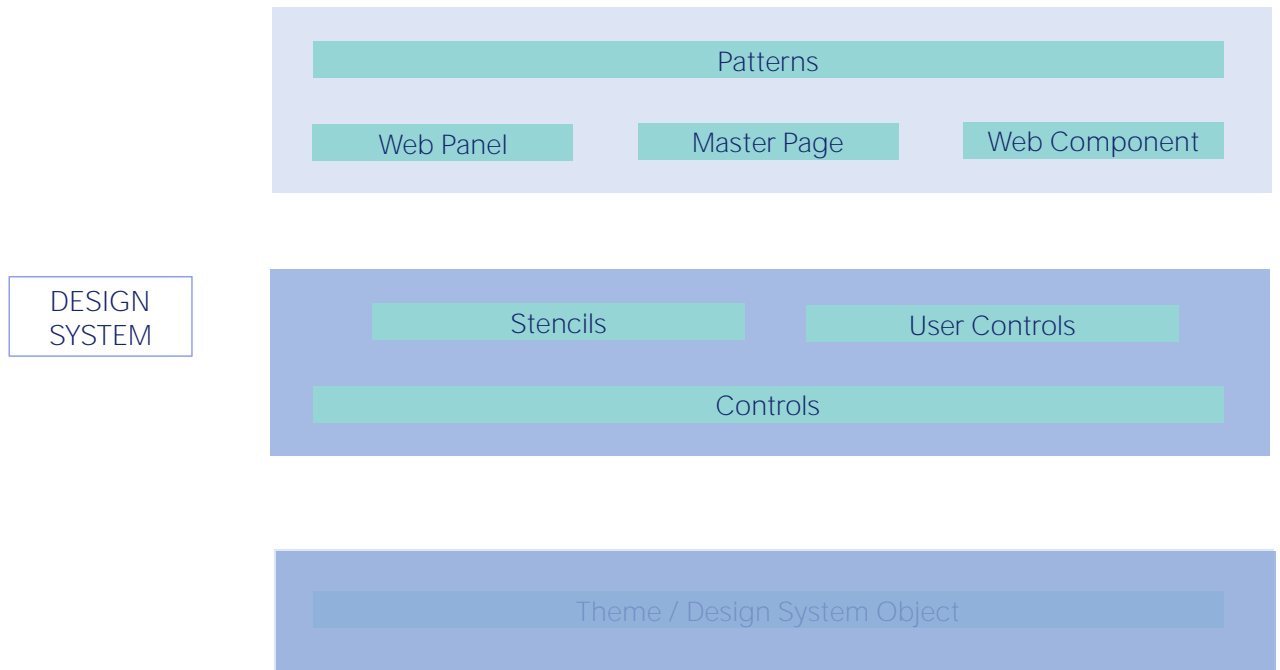 Patterns
Web Panel
Master Page
Web Component
DESIGN
SYSTEM
Stencils
User Controls
Controls
Theme / Design System Object